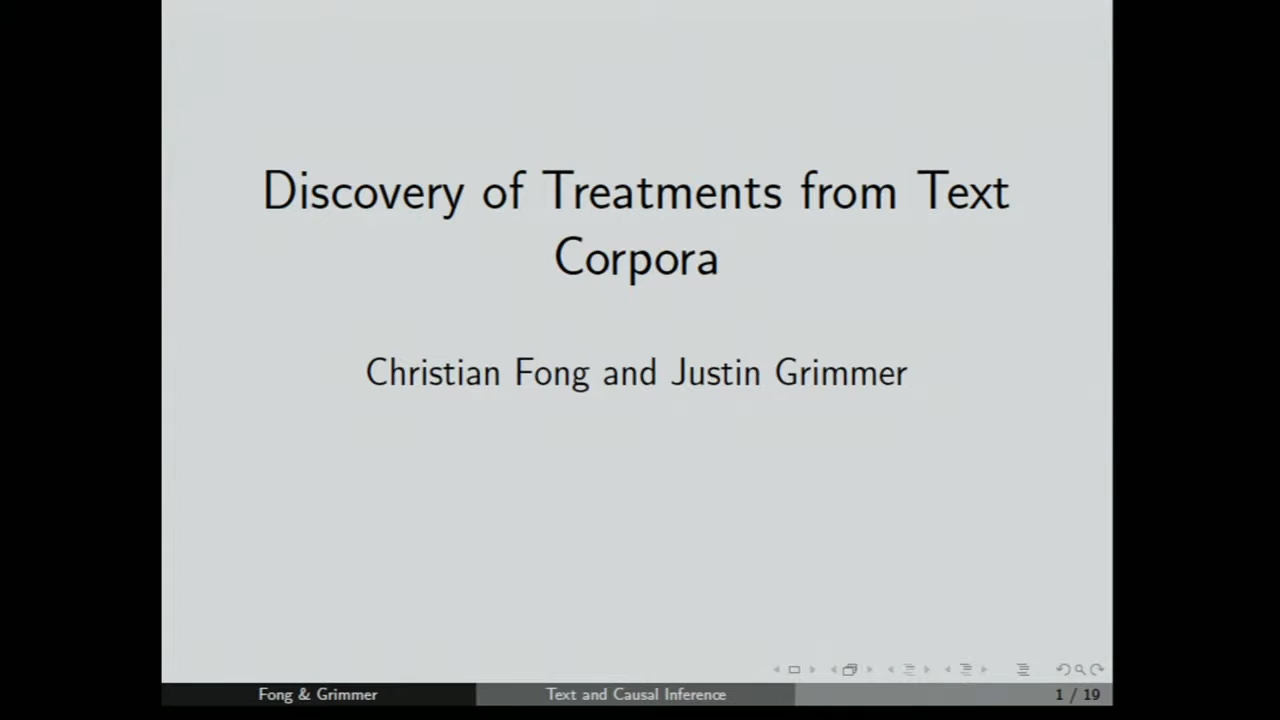 Discovery of Treatments from Text
Corpora
Christian Fong and Justin Grimmer
Fong & Grimmer
Text and Causal Inference
1 / 19